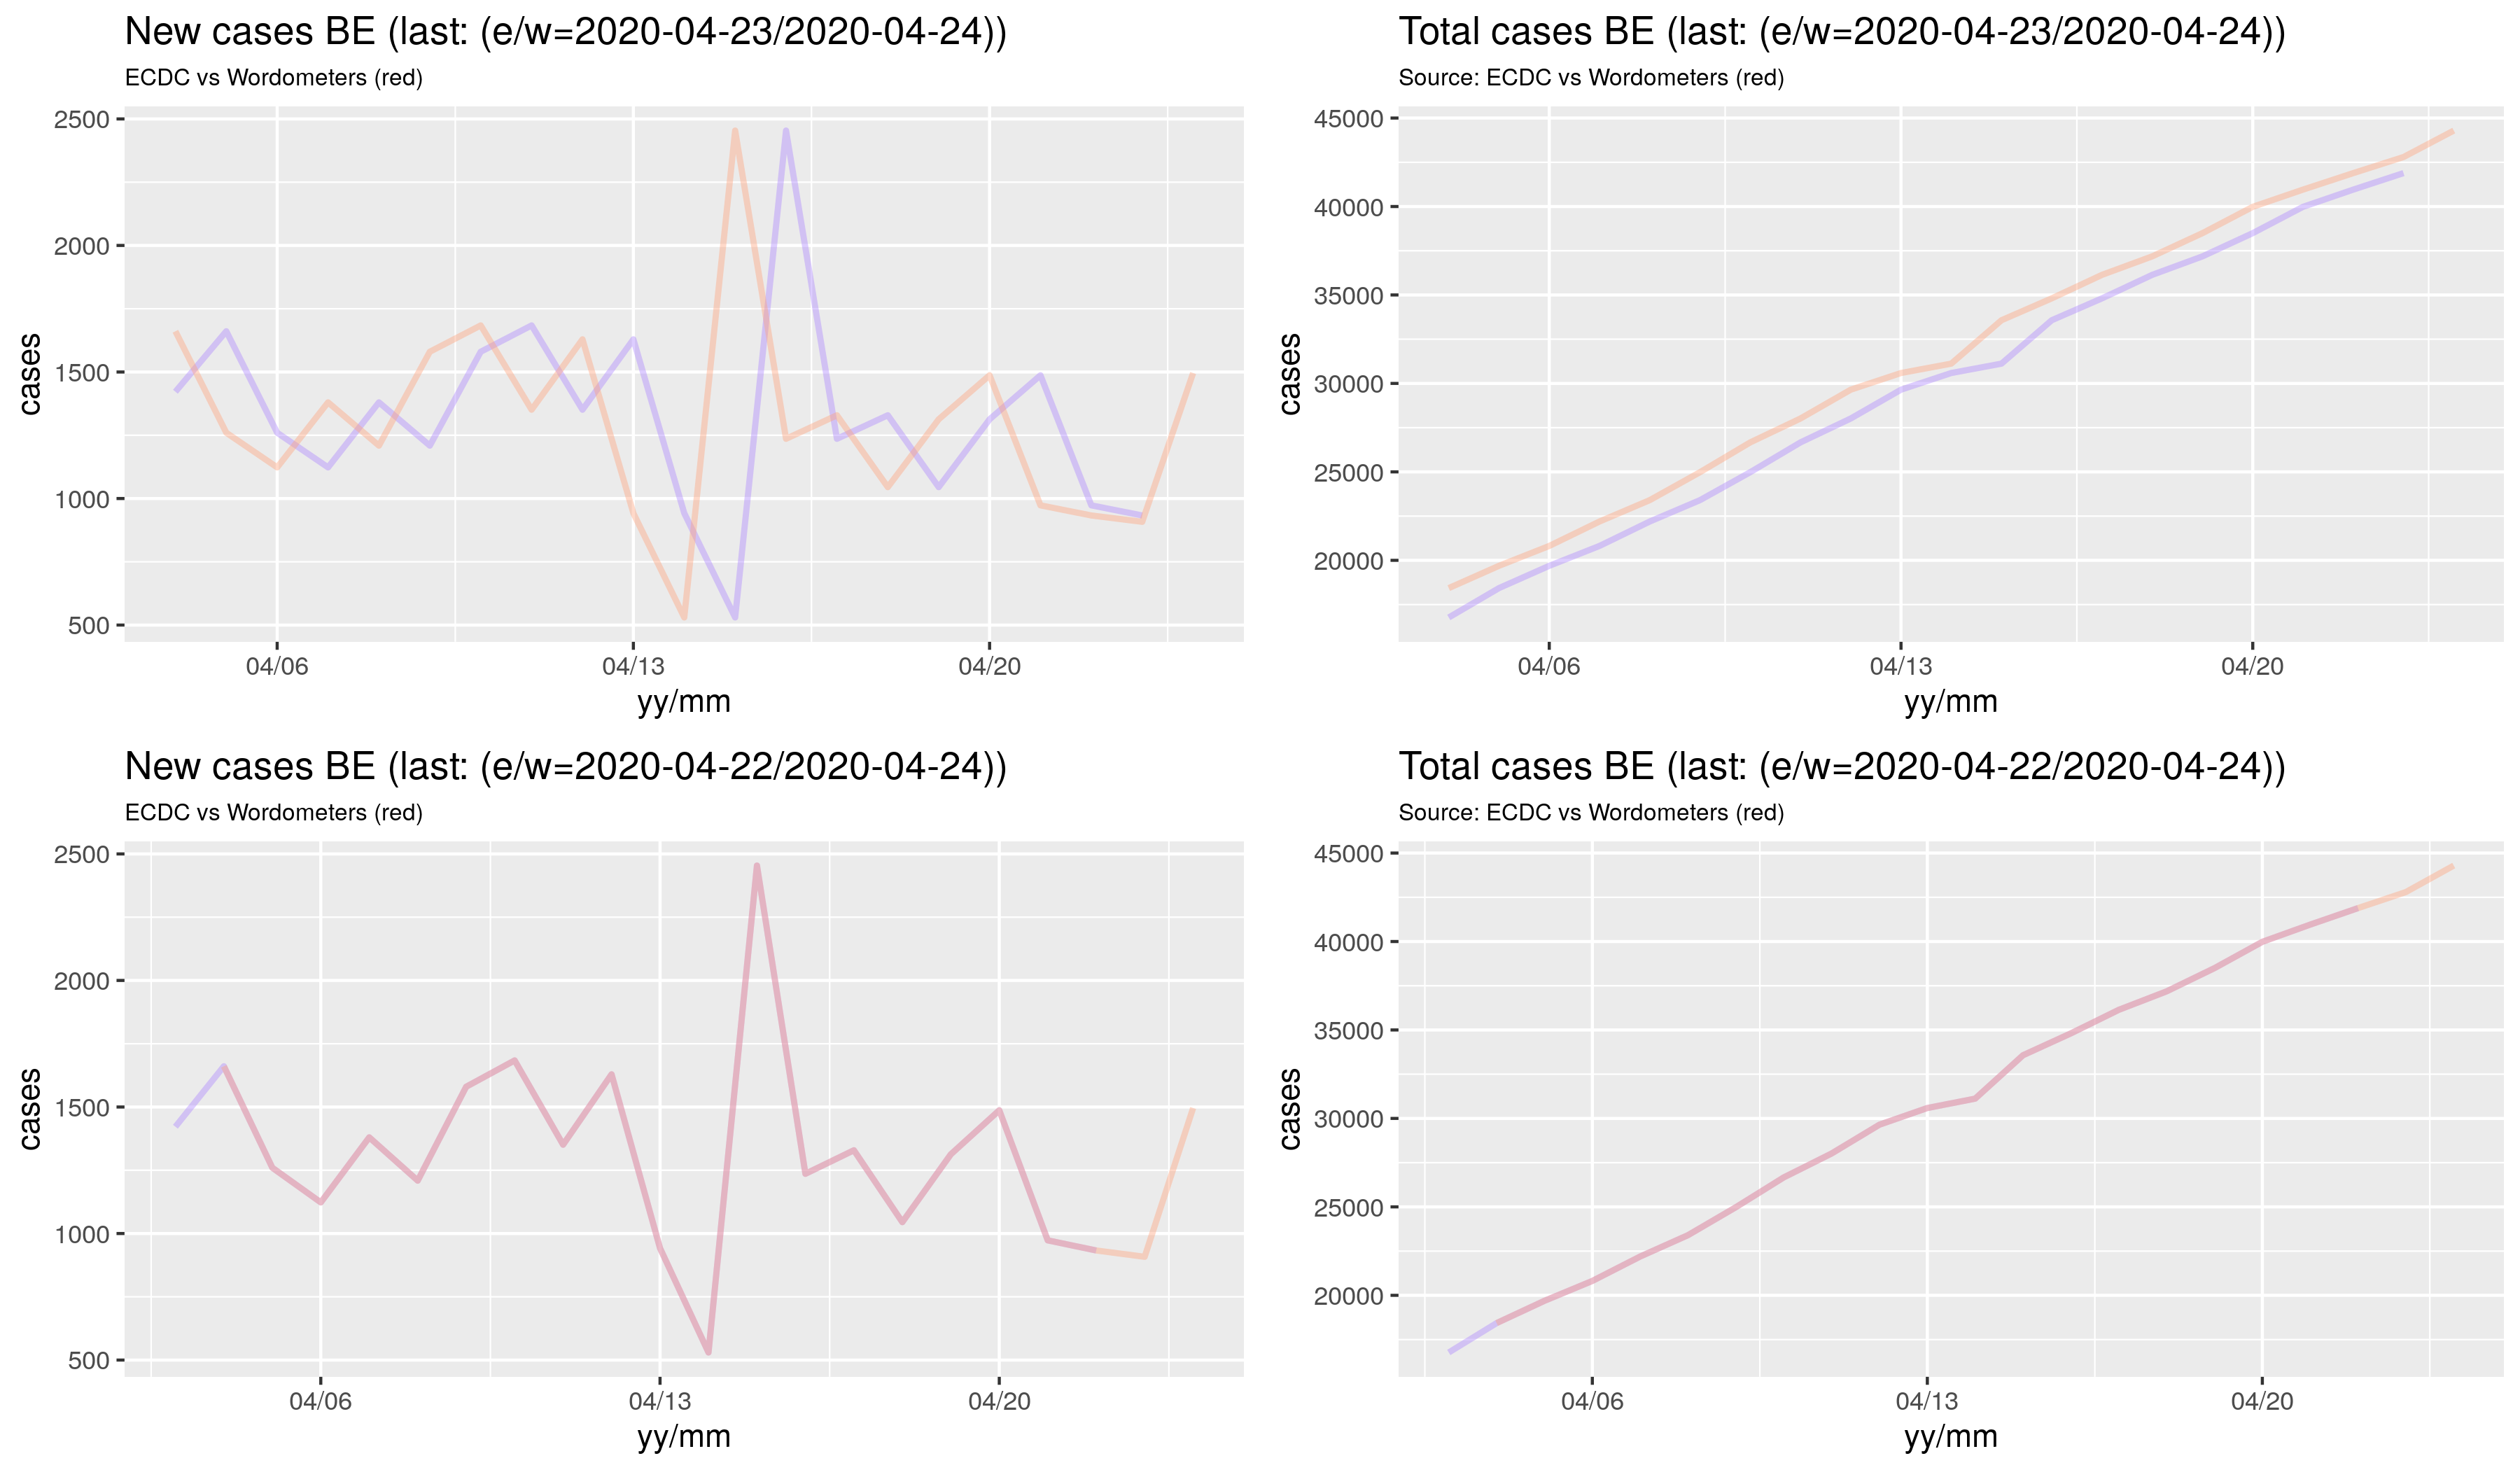 New cases BE (last: (e/w=2020-04-23/2020-04-24))
ECDC vs Wordometers (red)
2500
2000
1500
1000
500
cases
04/06
04/13
04/20
yy/mm
Total cases BE (last: (e/w=2020-04-23/2020-04-24))
Source: ECDC vs Wordometers (red)
45000
40000
35000
30000
25000
20000
cases
04/06
04/13
04/20
yy/mm
New cases BE (last: (e/w=2020-04-22/2020-04-24))
ECDC vs Wordometers (red)
2500
2000
1500
1000
500
cases
04/06
04/13
04/20
yy/mm
Total cases BE (last: (e/w=2020-04-22/2020-04-24))
Source: ECDC vs Wordometers (red)
45000
40000
35000
30000
25000
20000
cases
04/06
04/13
04/20
yy/mm